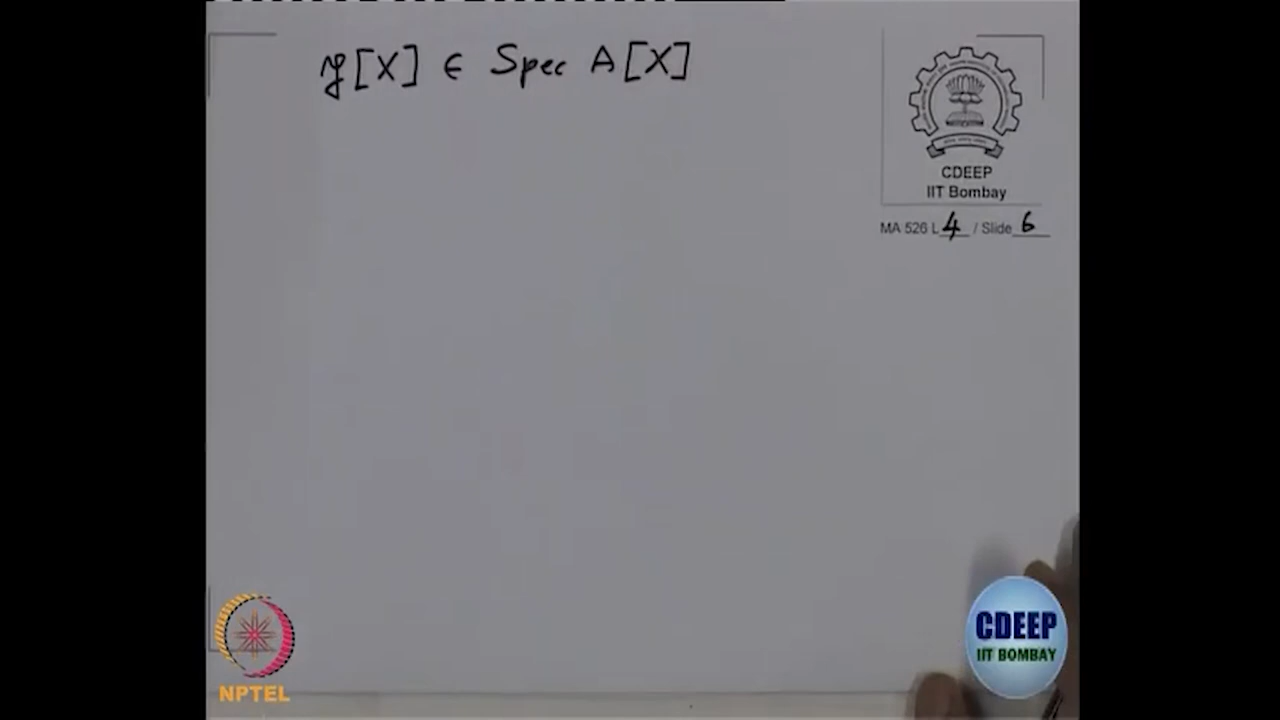 𝔭[X] ∈ Spec A[X]
CDEEP
IIT Bombay
MA 526 L 4 / Slide 6
NPTEL
CDEEP
IIT BOMBAY